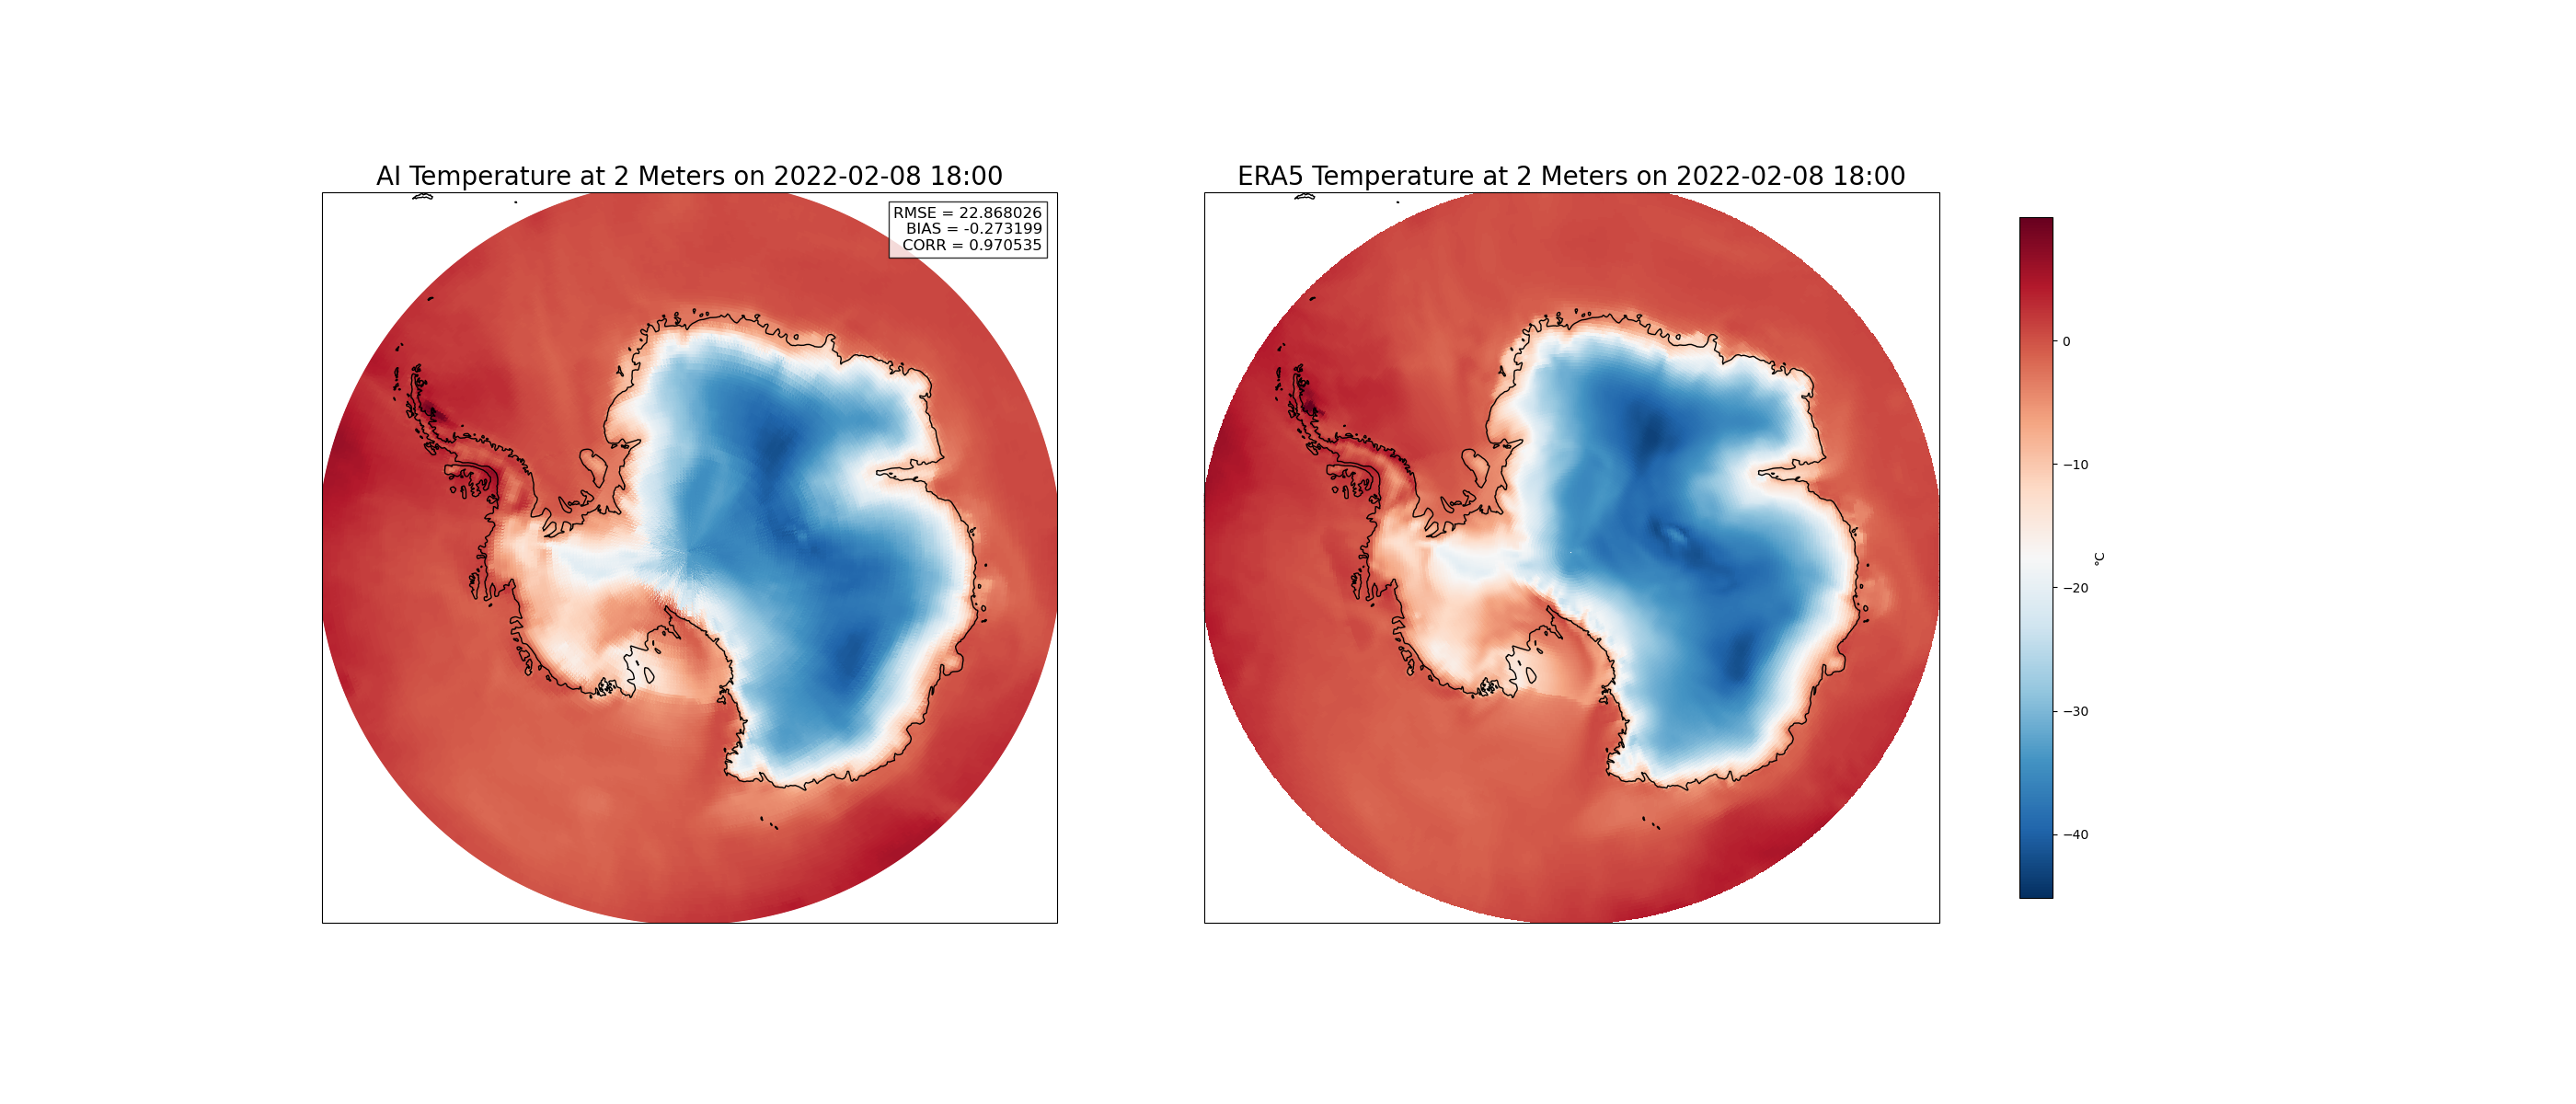 AI Temperature at 2 Meters on 2022-02-08 18:00
RMSE = 22.868026
BIAS = -0.273199
CORR = 0.970535
ERA5 Temperature at 2 Meters on 2022-02-08 18:00
0
−10
−20
−30
−40
°C